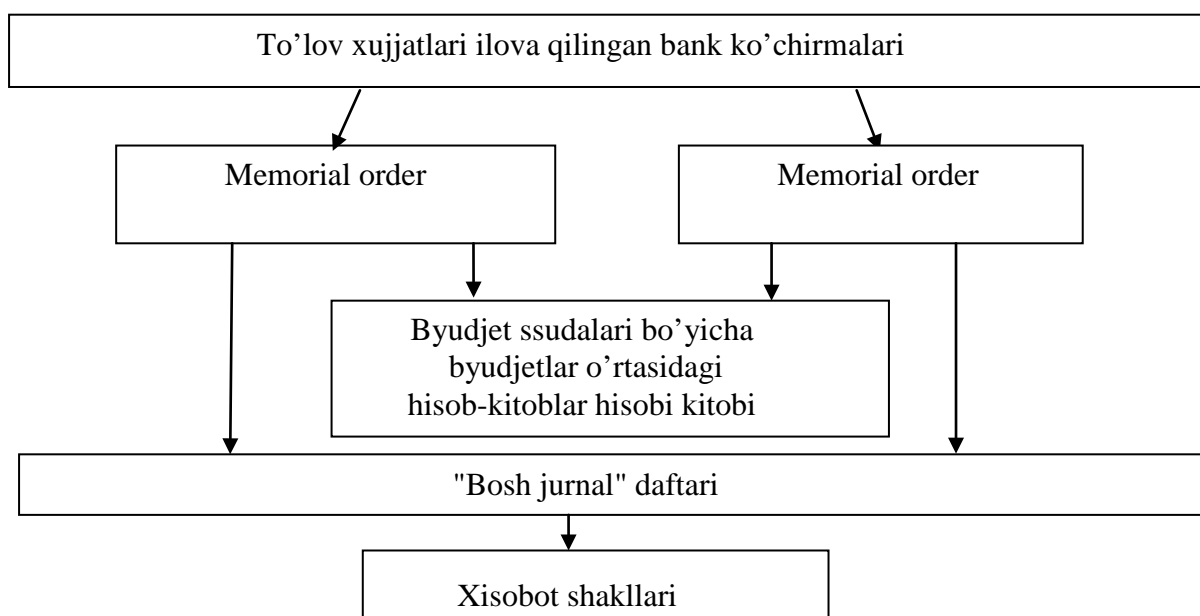 To’lov xujjatlari ilova qilingan bank ko’chirmalari
Memorial order
Memorial order
Byudjet ssudalari bo’yicha
byudjetlar o’rtasidagi
hisob-kitoblar hisobi kitobi
"Bosh jurnal" daftari
Xisobot shakllari